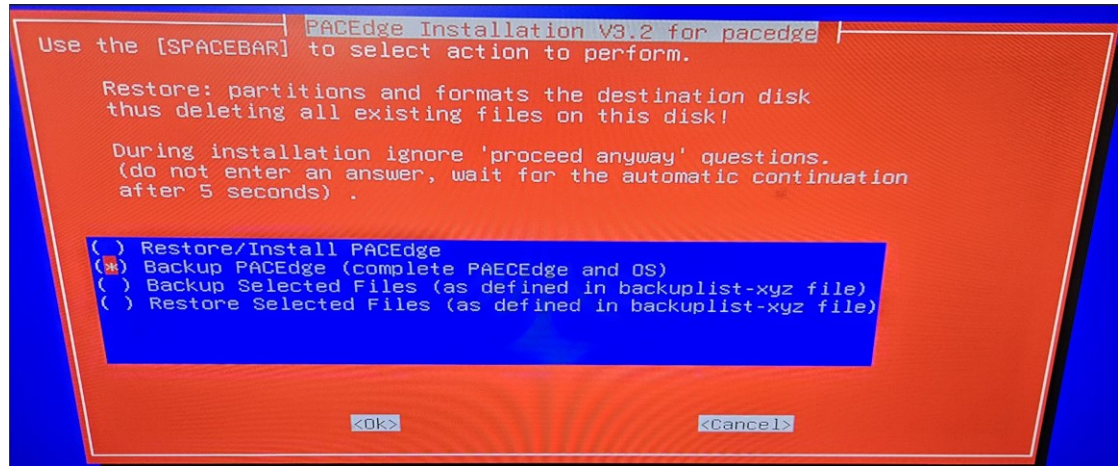 PACEdge Installation V3.2 for pacedge
Use the [SPACEBAR] to select action to perform.
Restore: partitions and formats the destination disk
thus deleting all existing files on this disk!
During installation ignore 'proceed anyway' questions.
(do not enter an answer, wait for the automatic continuation
after 5 seconds) .
( ) Restore/Install PACEdge
(*) Backup PACEdge (complete PAECEdge and OS)
( ) Backup Selected Files (as defined in backuplist-xyz file)
( ) Restore Selected Files (as defined in backuplist-xyz file)
<Ok> <Cancel>